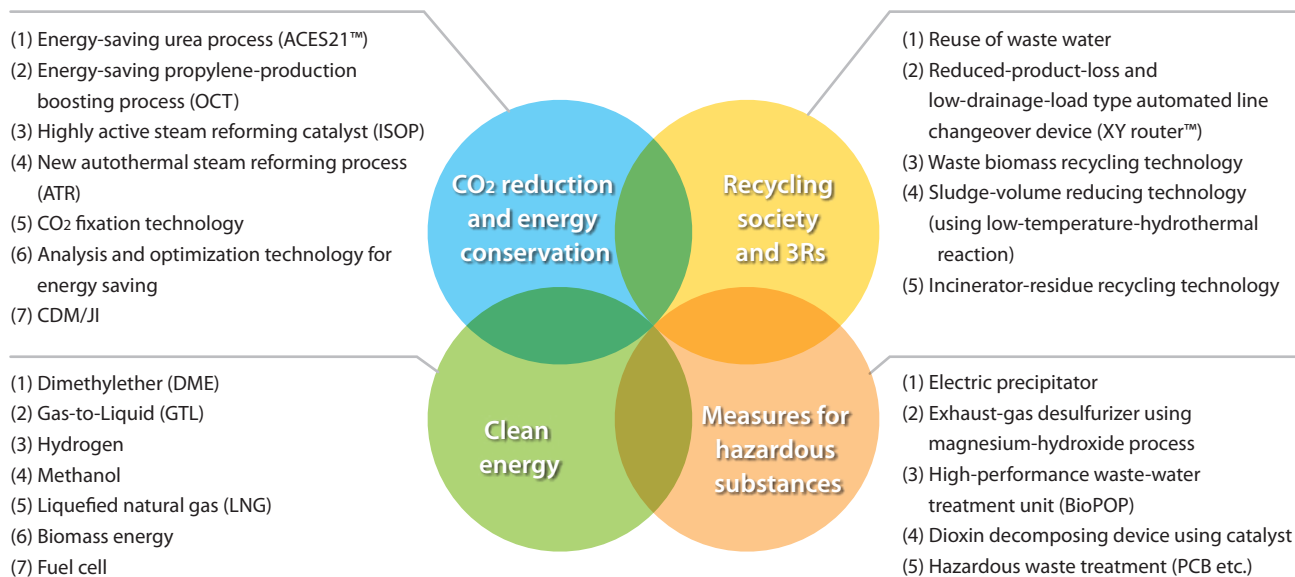 (1) Energy-saving urea process (ACES21™)
(2) Energy-saving propylene-production
boosting process (OCT)
(3) Highly active steam reforming catalyst (ISOP)
(4) New autothermal steam reforming process
(ATR)
(5) CO2 fixation technology
(6) Analysis and optimization technology for
energy saving
(7) CDM/JI
(1) Reuse of waste water
(2) Reduced-product-loss and
low-drainage-load type automated line
changeover device (XY router™)
(3) Waste biomass recycling technology
(4) Sludge-volume reducing technology
(using low-temperature-hydrothermal
reaction)
(5) Incinerator-residue recycling technology
CO2 reduction
and energy
conservation
Recycling
society
and 3Rs
Clean
energy
Measures for
hazardous
substances
(1) Dimethylether (DME)
(2) Gas-to-Liquid (GTL)
(3) Hydrogen
(4) Methanol
(5) Liquefied natural gas (LNG)
(6) Biomass energy
(7) Fuel cell
(1) Electric precipitator
(2) Exhaust-gas desulfurizer using
magnesium-hydroxide process
(3) High-performance waste-water
treatment unit (BioPOP)
(4) Dioxin decomposing device using catalyst
(5) Hazardous waste treatment (PCB etc.)